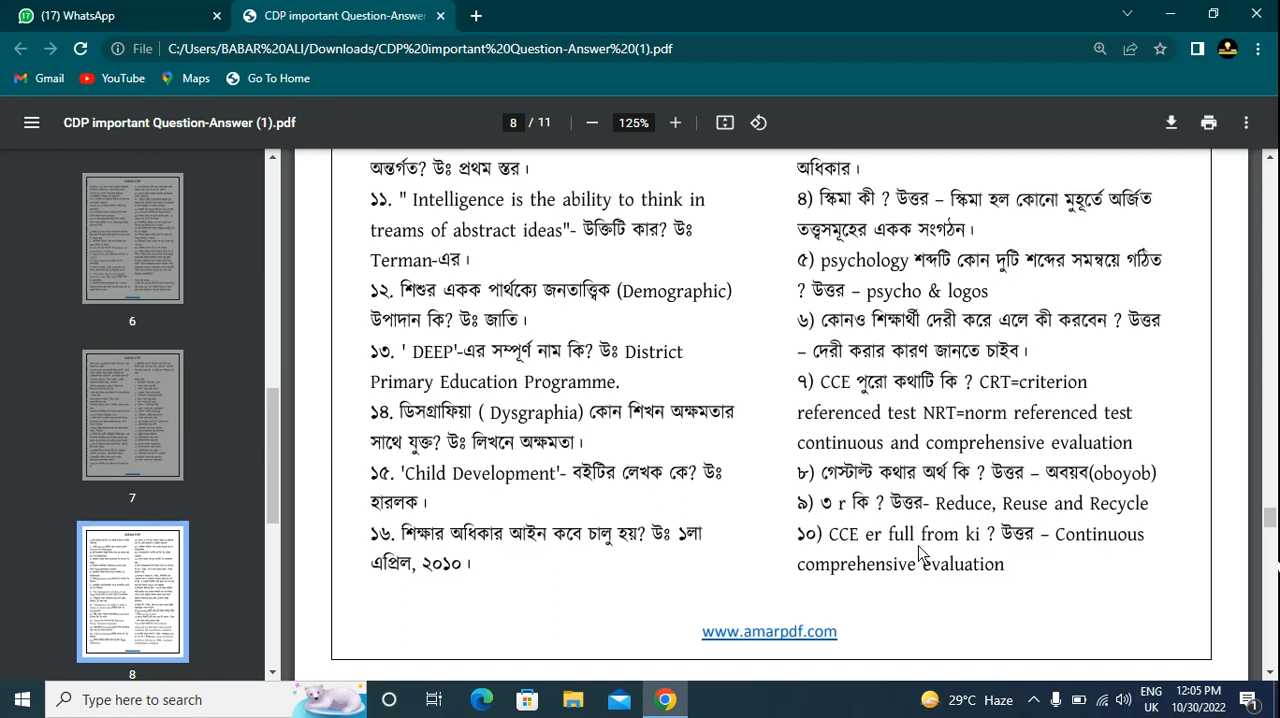 (17) WhatsApp
CDP important Question-Answer
File
C:/Users/BABAR%20ALI/Downloads/CDP%20important%20Question-Answer%20(1).pdf
Gmail
YouTube
Maps
Go To Home
CDP important Question-Answer (1).pdf
8 / 11
125%
6
7
8
অন্তর্গত? উঃ প্রথম স্তর।
১১. " Intelligence is the ability to think in
treams of abstract ideas"- উক্তিটি কার? উঃ
Terman-এর।
১২. শিশুর একক পার্থক্যে জনতাত্ত্বিক (Demographic)
উপাদান কি? উঃ জাতি।
১৩. ' DEEP'-এর সম্পূর্ণ নাম কি? উঃ District
Primary Education Programme.
১৪. ডিসগ্রাফিয়া ( Dysgraphia) কোন শিখন অক্ষমতার
সাথে যুক্ত? উঃ লিখনে অক্ষমতা।
১৫. 'Child Development'- বইটির লেখক কে? উঃ
হারলক।
১৬. শিক্ষার অধিকার আইন কবে চালু হয়? উঃ ১লা
এপ্রিল, ২০১০।
অধিকার।
৪) স্কিমা কী ? উত্তর – স্কিমা হল কোনো মুহূর্তে অর্জিত
তত্ত্বসমূহের একক সংগঠন।
৫) psychology শব্দটি কোন দুটি শব্দের সমন্বয়ে গঠিত
? উত্তর – psycho & logos
৬) কোনও শিক্ষার্থী দেরী করে এলে কী করবেন ? উত্তর
– দেরী করার কারণ জানতে চাইব।
৭) CCE পুরো কথাটি কি ? CRT=criterion
referenced test NRT=norm referenced test
continuous and comprehensive evaluation
৮) গেস্টাল্ট কথার অর্থ কি ? উত্তর – অবয়ব(oboyob)
৯) ৩ r কি ? উত্তর- Reduce, Reuse and Recycle
১০) CCE er full from ki ? উত্তর – Continuous
comprehensive evaluation
www.amarpdf.com
Type here to search
29°C Haze
ENG
UK
12:05 PM
10/30/2022
1